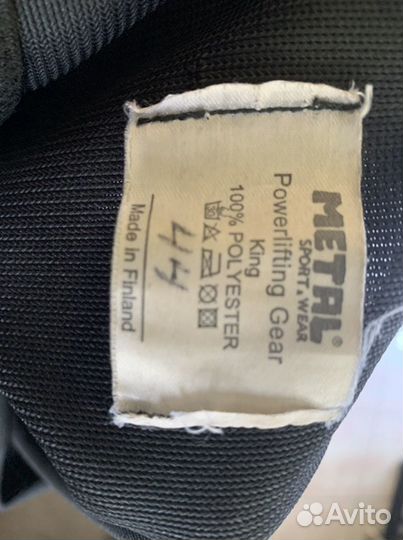 METAL®
SPORT & WEAR
Powerlifting Gear
King
100% POLYESTER
44
Made in Finland
Avito